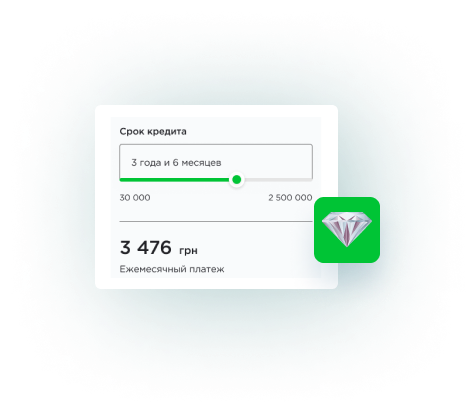 Срок кредита
3 года и 6 месяцев
30 000 2 500 000
3 476 грн
Ежемесячный платеж